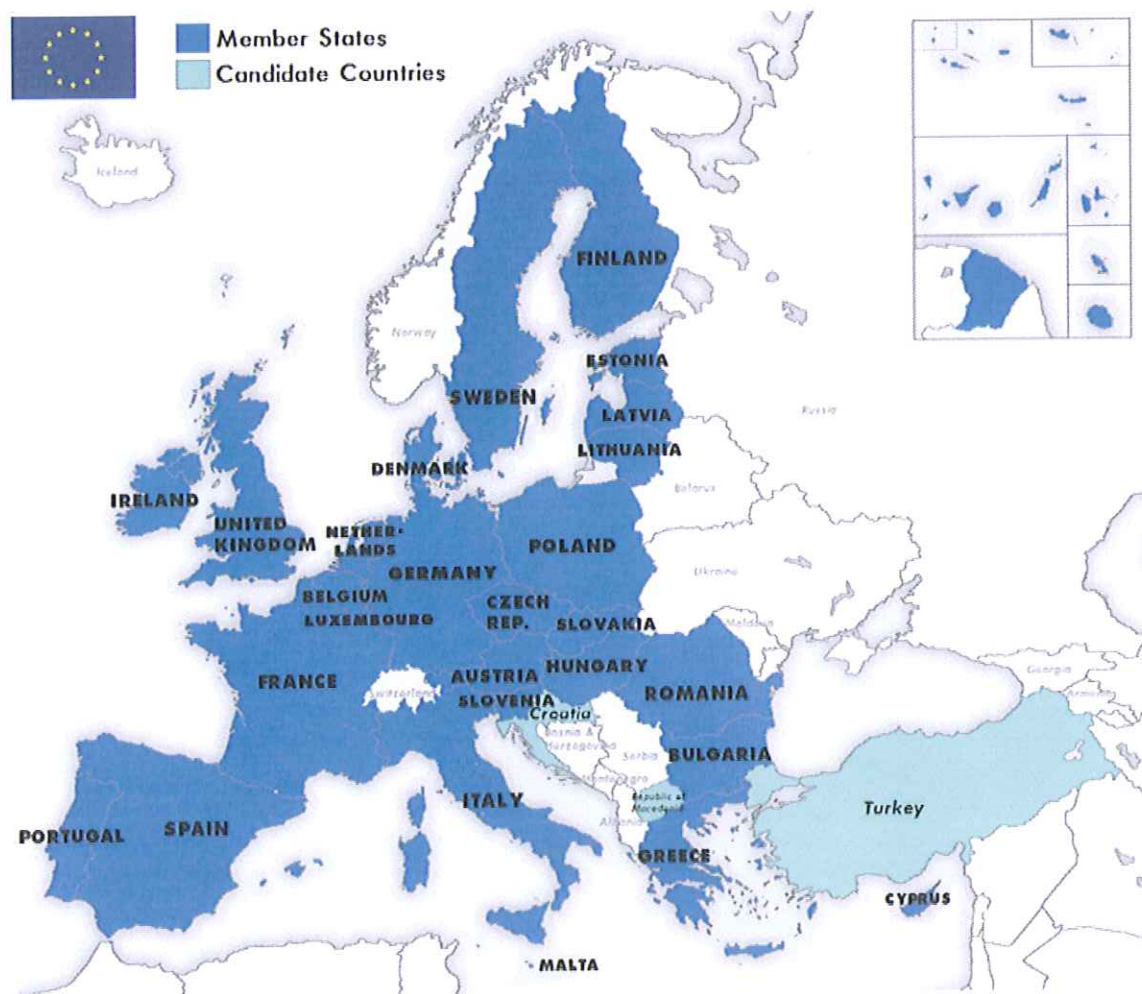 Member States
Candidate Countries
Iceland
FINLAND
Norway
ESTONIA
SWEDEN
LATVIA
Russia
LITHUANIA
DENMARK
Belarus
IRELAND
UNITED
KINGDOM
NETHER-
LANDS
POLAND
GERMANY
Ukraine
BELGIUM
CZECH
REP.
LUXEMBOURG
SLOVAKIA
Moldova
FRANCE
AUSTRIA
HUNGARY
Switzerland
SLOVENIA
ROMANIA
Georgia
Armenia
Croatia
Bosnia &
Herzegovina
Serbia
BULGARIA
Montenegro
ITALY
Republic of
Macedonia
Albania
Turkey
PORTUGAL
SPAIN
GREECE
CYPRUS
MALTA